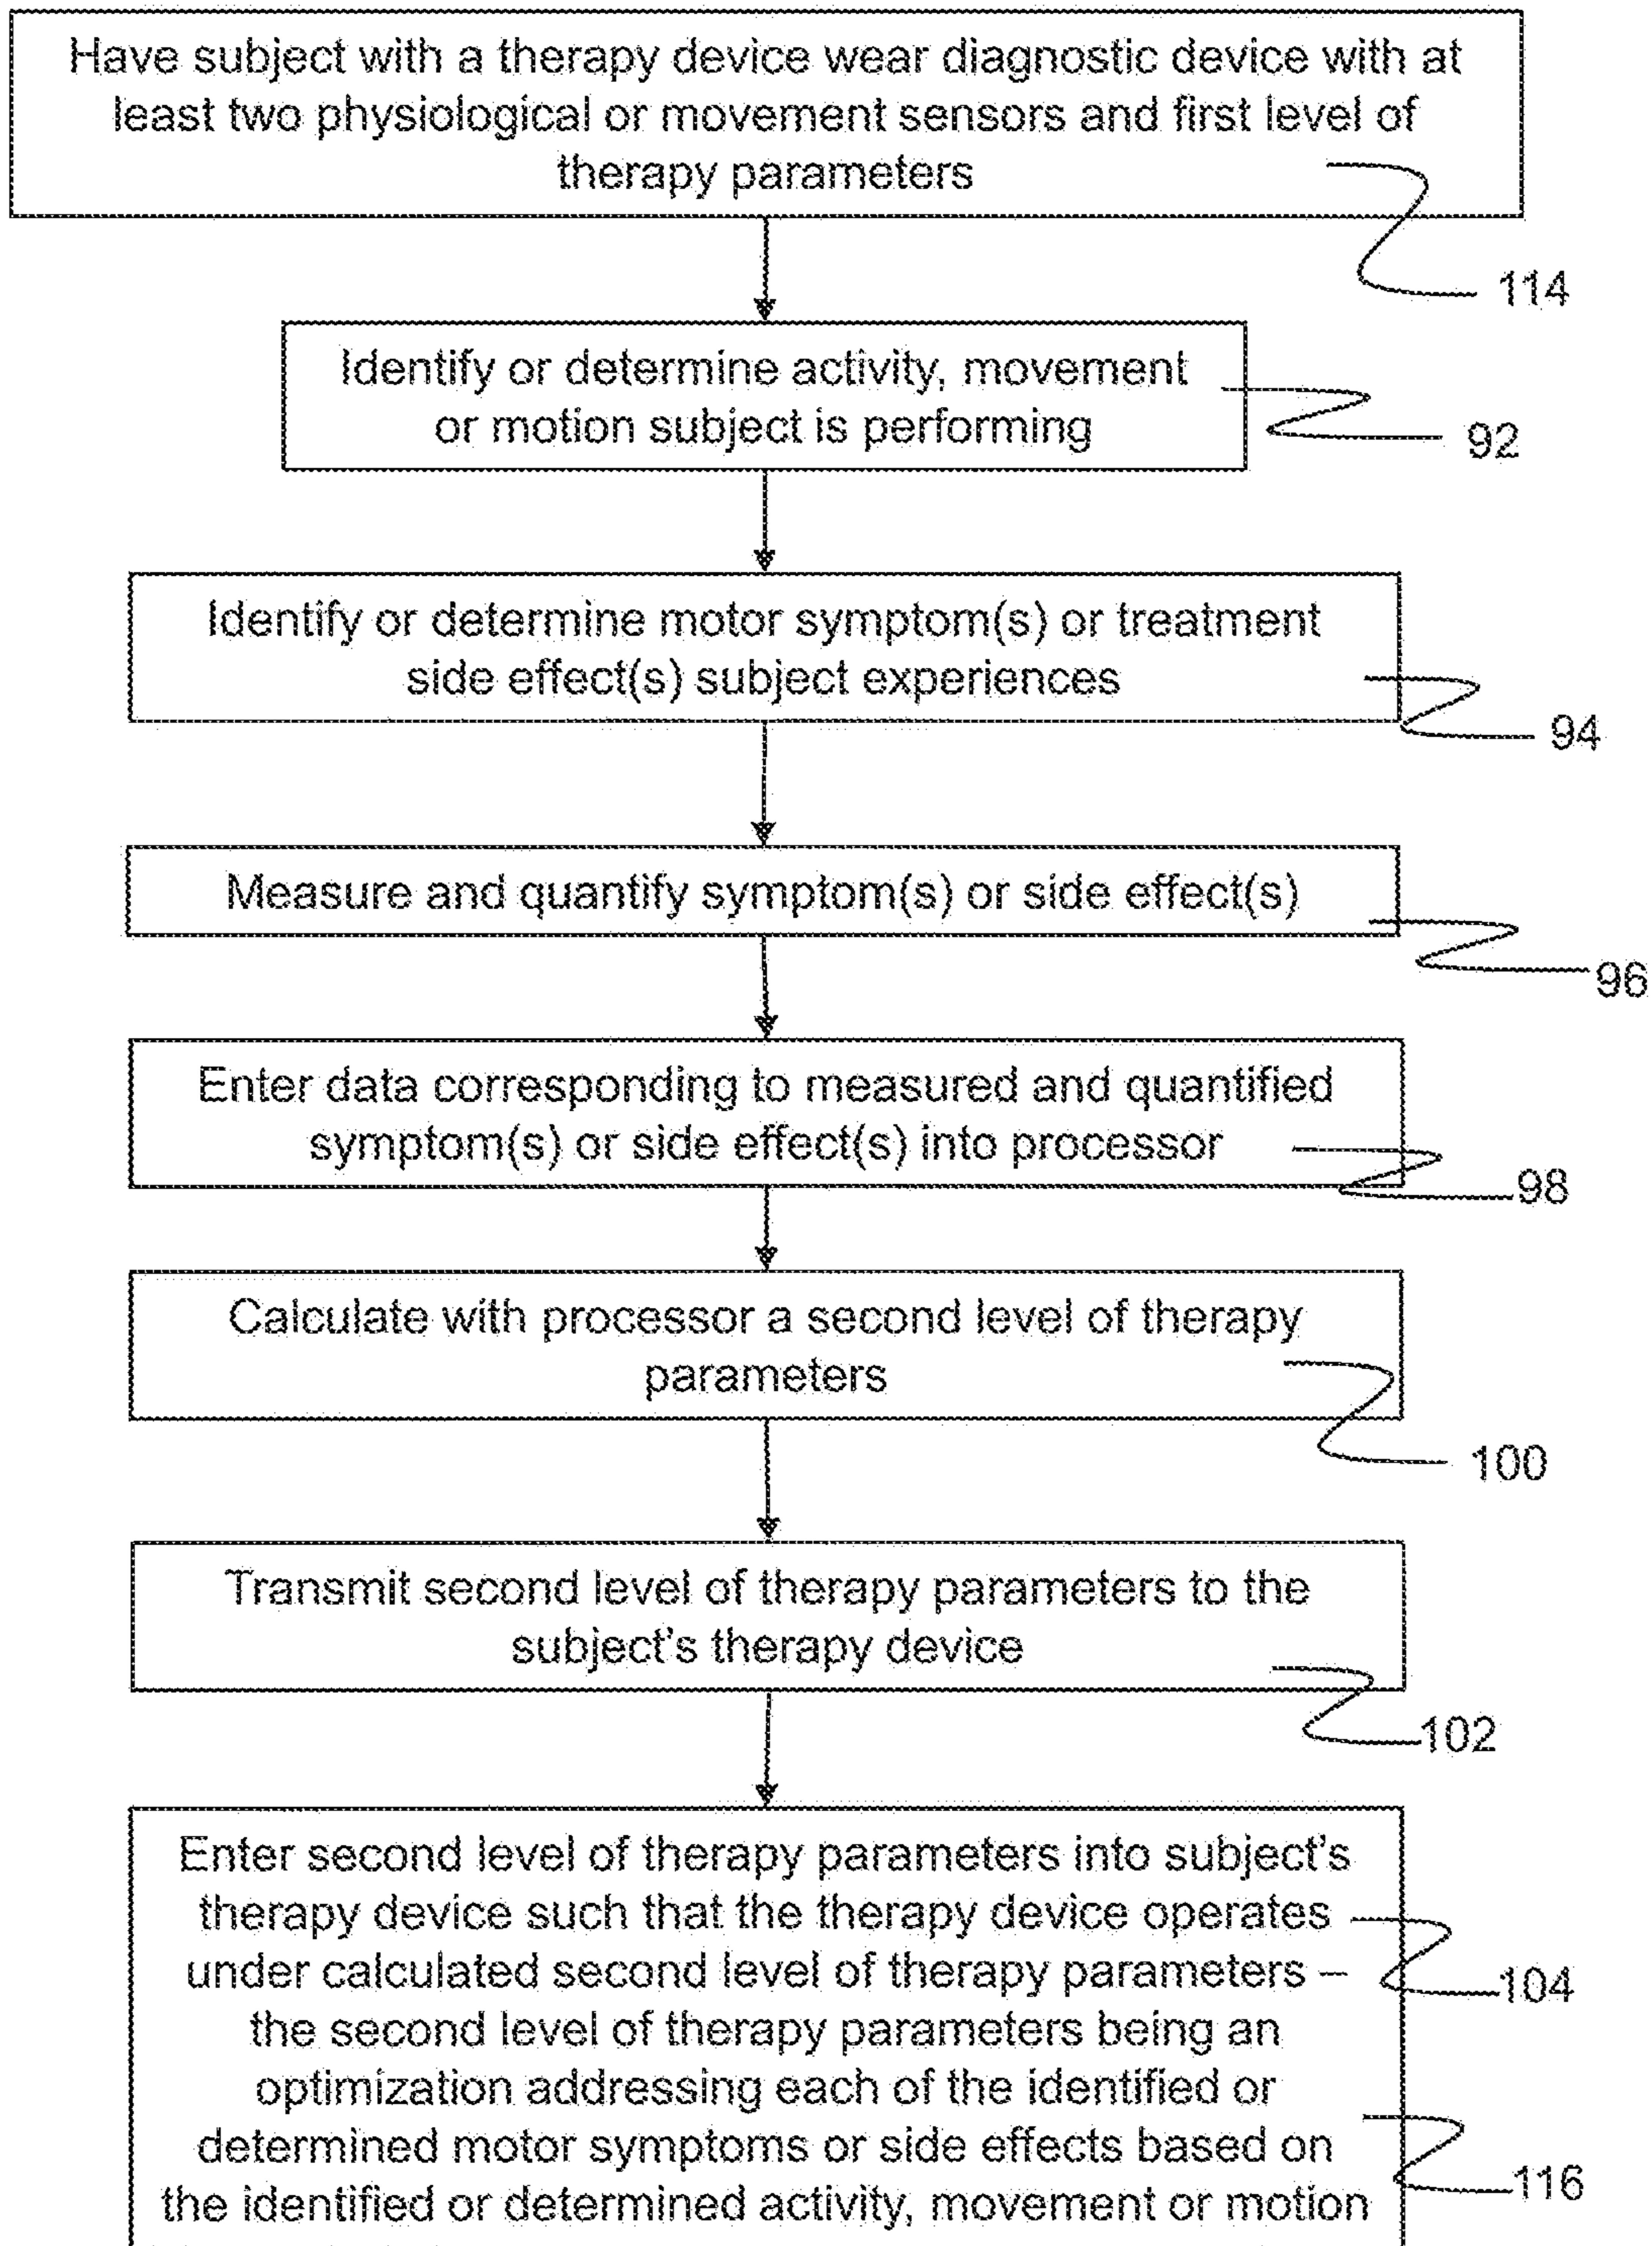 Have subject with a therapy device wear diagnostic device with at
least two physiological or movement sensors and first level of
therapy parameters
114
Identify or determine activity, movement
or motion subject is performing
92
Identify or determine motor symptom(s) or treatment
side effect(s) subject experiences
94
Measure and quantify symptom(s) or side effect(s)
96
Enter data corresponding to measured and quantified
symptom(s) or side effect(s) into processor
98
Calculate with processor a second level of therapy
parameters
100
Transmit second level of therapy parameters to the
subject's therapy device
102
Enter second level of therapy parameters into subject's
therapy device such that the therapy device operates
under calculated second level of therapy parameters –
104
the second level of therapy parameters being an
optimization addressing each of the identified or
determined motor symptoms or side effects based on
the identified or determined activity, movement or motion
116